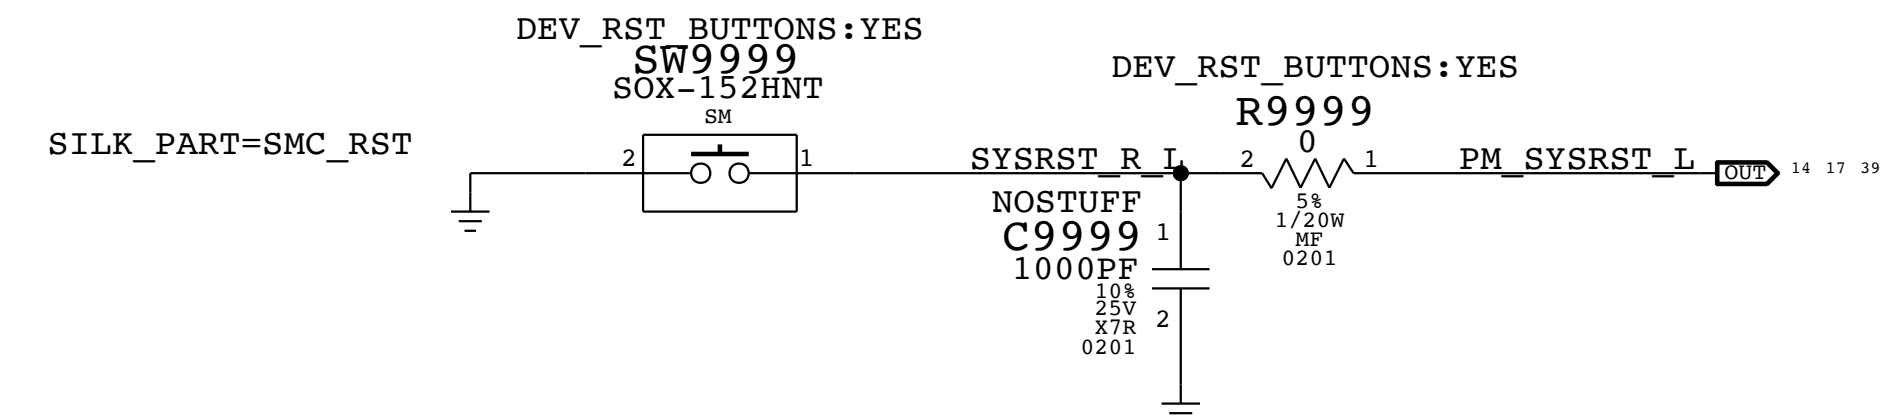 DEV_RST_BUTTONS:YES
SW9999
SOX-152HNT
SM
SILK_PART=SMC_RST
2
1
DEV_RST_BUTTONS:YES
R9999
0
SYSRST_R_L
2
1
PM_SYSRST_L
OUT
14 17 39
5%
1/20W
MF
0201
NOSTUFF
C9999
1
1000PF
10%
25V
X7R
0201
2